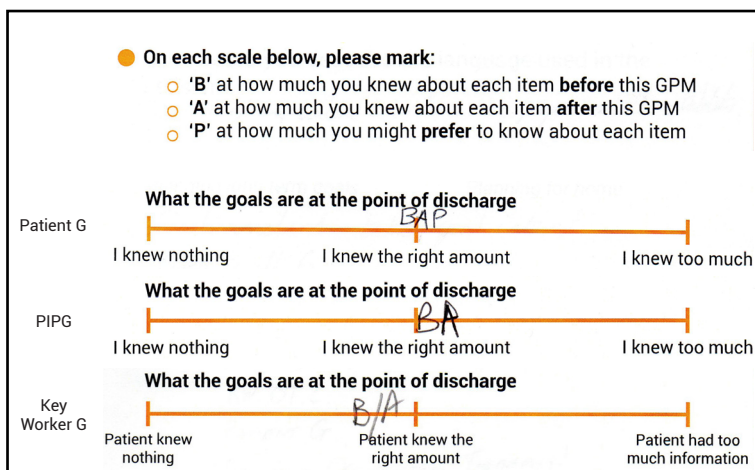 On each scale below, please mark:
'B' at how much you knew about each item before this GPM
'A' at how much you knew about each item after this GPM
'P' at how much you might prefer to know about each item
What the goals are at the point of discharge
BAP
Patient G
I knew nothing I knew the right amount I knew too much
What the goals are at the point of discharge
PIPG
BA
I knew nothing I knew the right amount I knew too much
What the goals are at the point of discharge
Key
Worker G
B/A
Patient knew Patient knew the Patient had too
nothing right amount much information